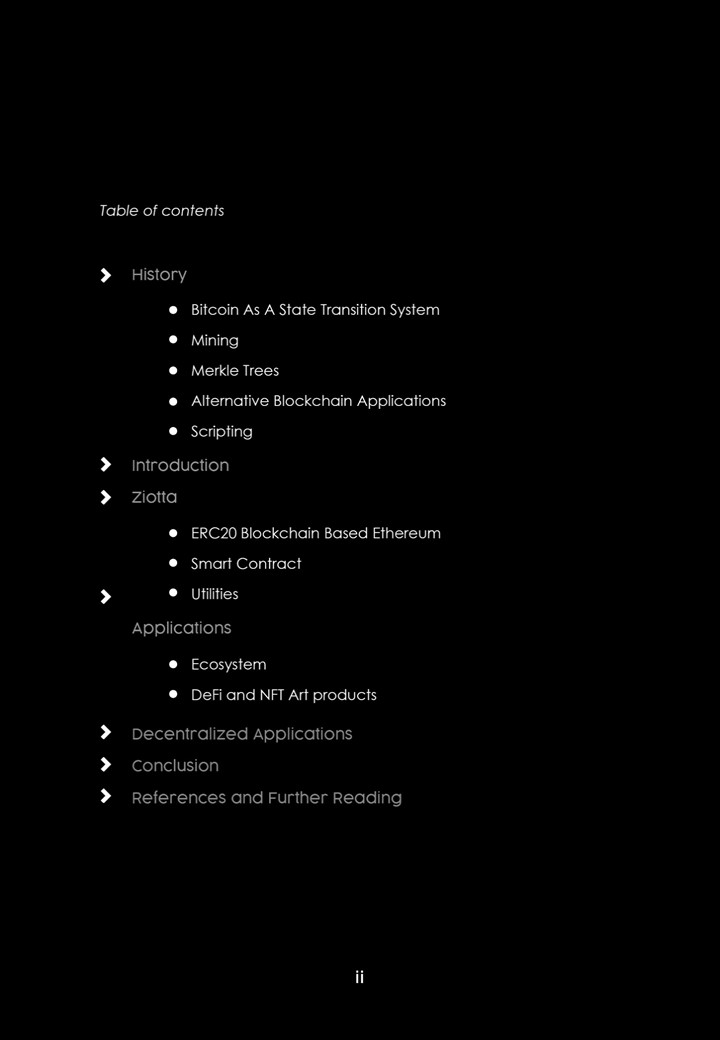 Table of contents
History
Bitcoin As A State Transition System
Mining
Merkle Trees
Alternative Blockchain Applications
Scripting
Introduction
Ziotta
ERC20 Blockchain Based Ethereum
Smart Contract
Utilities
Applications
Ecosystem
DeFi and NFT Art products
Decentralized Applications
Conclusion
References and Further Reading
ii